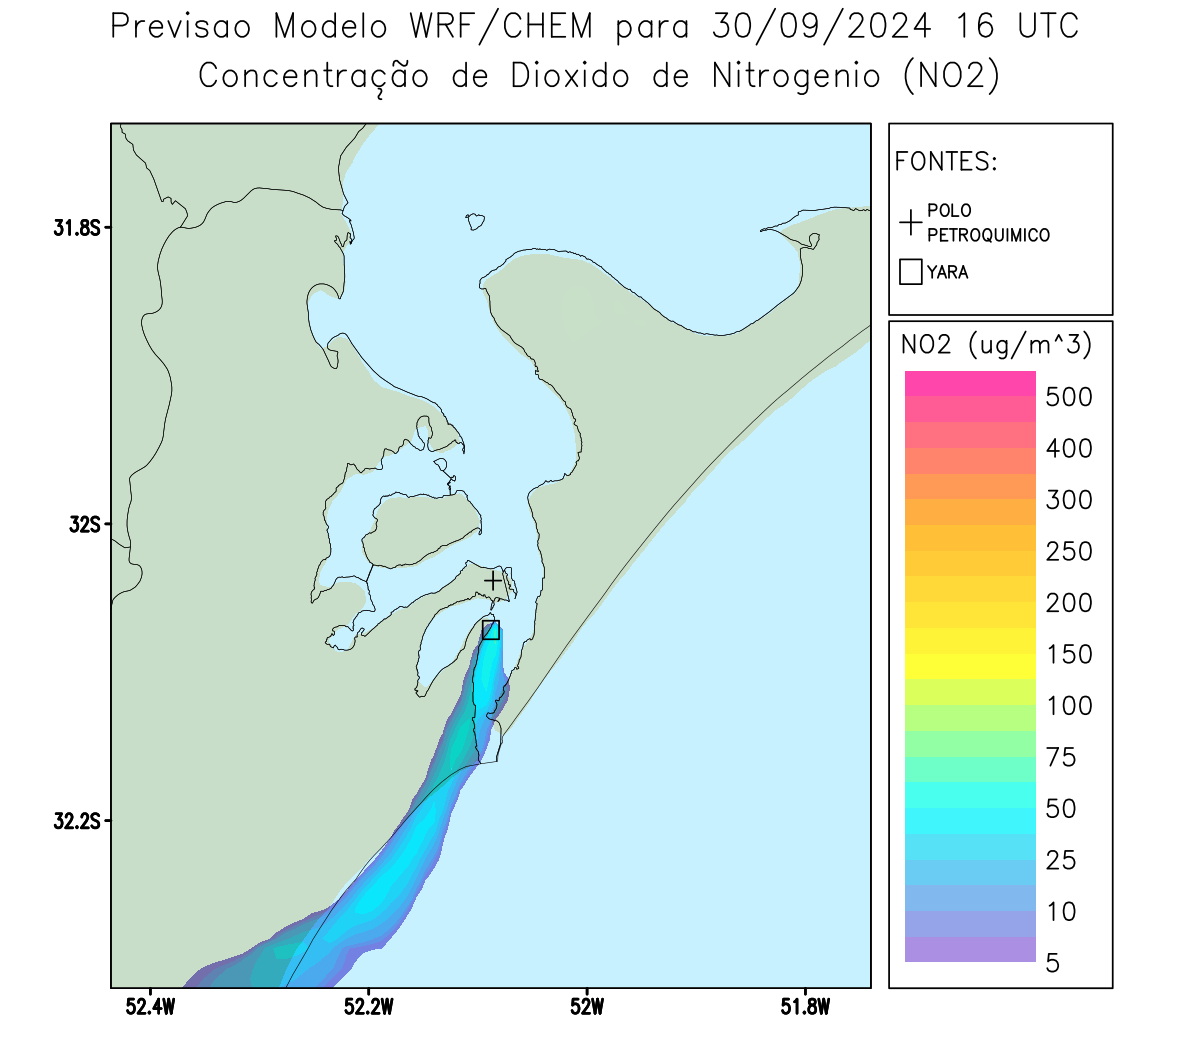 Previsao Modelo WRF/CHEM para 30/09/2024 16 UTC
Concentração de Dioxido de Nitrogenio (NO2)
FONTES:
POLO
PETROQUIMICO
YARA
NO2 (ug/m^3)
500
400
300
250
200
150
100
75
50
25
10
5
31.8S
32S
32.2S
52.4W
52.2W
52W
51.8W